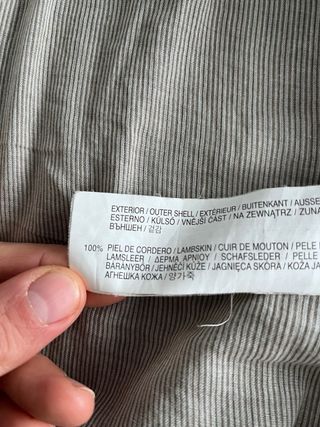 EXTERIOR / OUTER SHELL / EXTÉRIEUR / BUITENKANT / AUSSE
ESTERNO / KÜLSŐ / VNĚJŠÍ ČÁST / NA ZEWNĄTRZ / ZUNA
ВЪНШЕН / 겉감
100% PIEL DE CORDERO / LAMBSKIN / CUIR DE MOUTON / PELE
LAMSLEER / ΔΕΡΜΑ ΑΡΝΙΟΥ / SCHAFSLEDER / PELLE
BÁRÁNYBŐR / JEHNĚČÍ KŮŽE / JAGNIĘCA SKÓRA / KOŽA JA
АГНЕШКА КОЖА / 양가죽